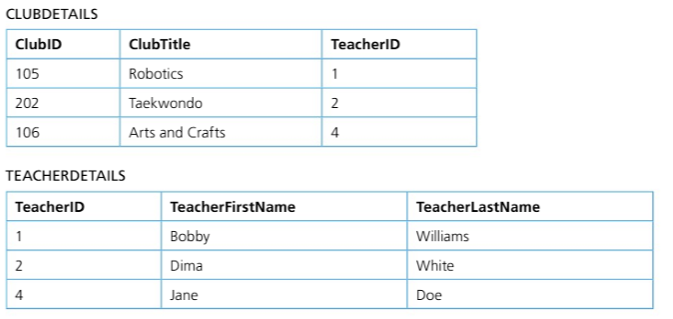 CLUBDETAILS
ClubID ClubTitle TeacherID
105 Robotics 1
202 Taekwondo 2
106 Arts and Crafts 4
TEACHERDETAILS
TeacherID TeacherFirstName TeacherLastName
1 Bobby Williams
2 Dima White
4 Jane Doe